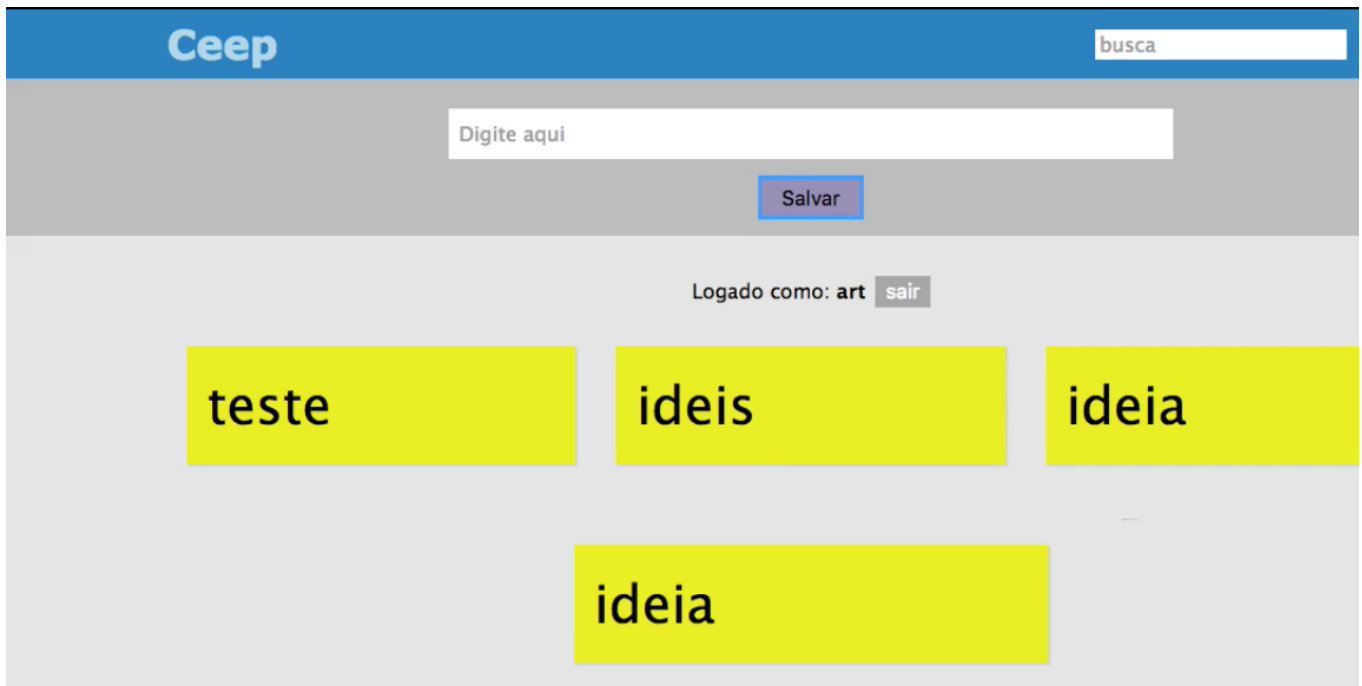 Ceep
busca
Digite aqui
Salvar
Logado como: art sair
teste
ideis
ideia
ideia